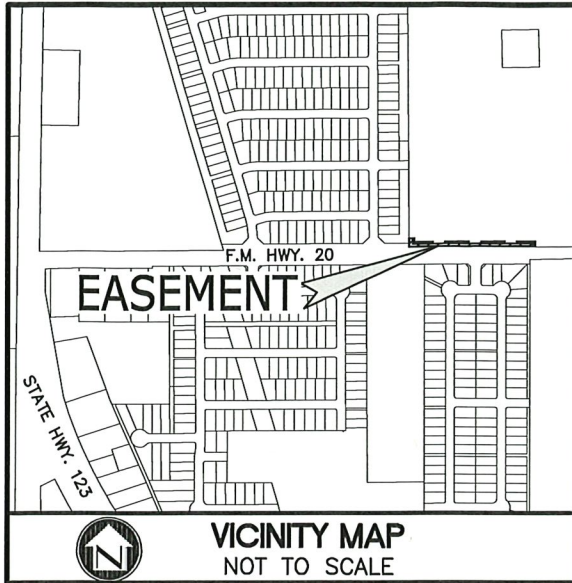 F.M. HWY. 20
EASEMENT
STATE HWY. 123
N
VICINITY MAP
NOT TO SCALE